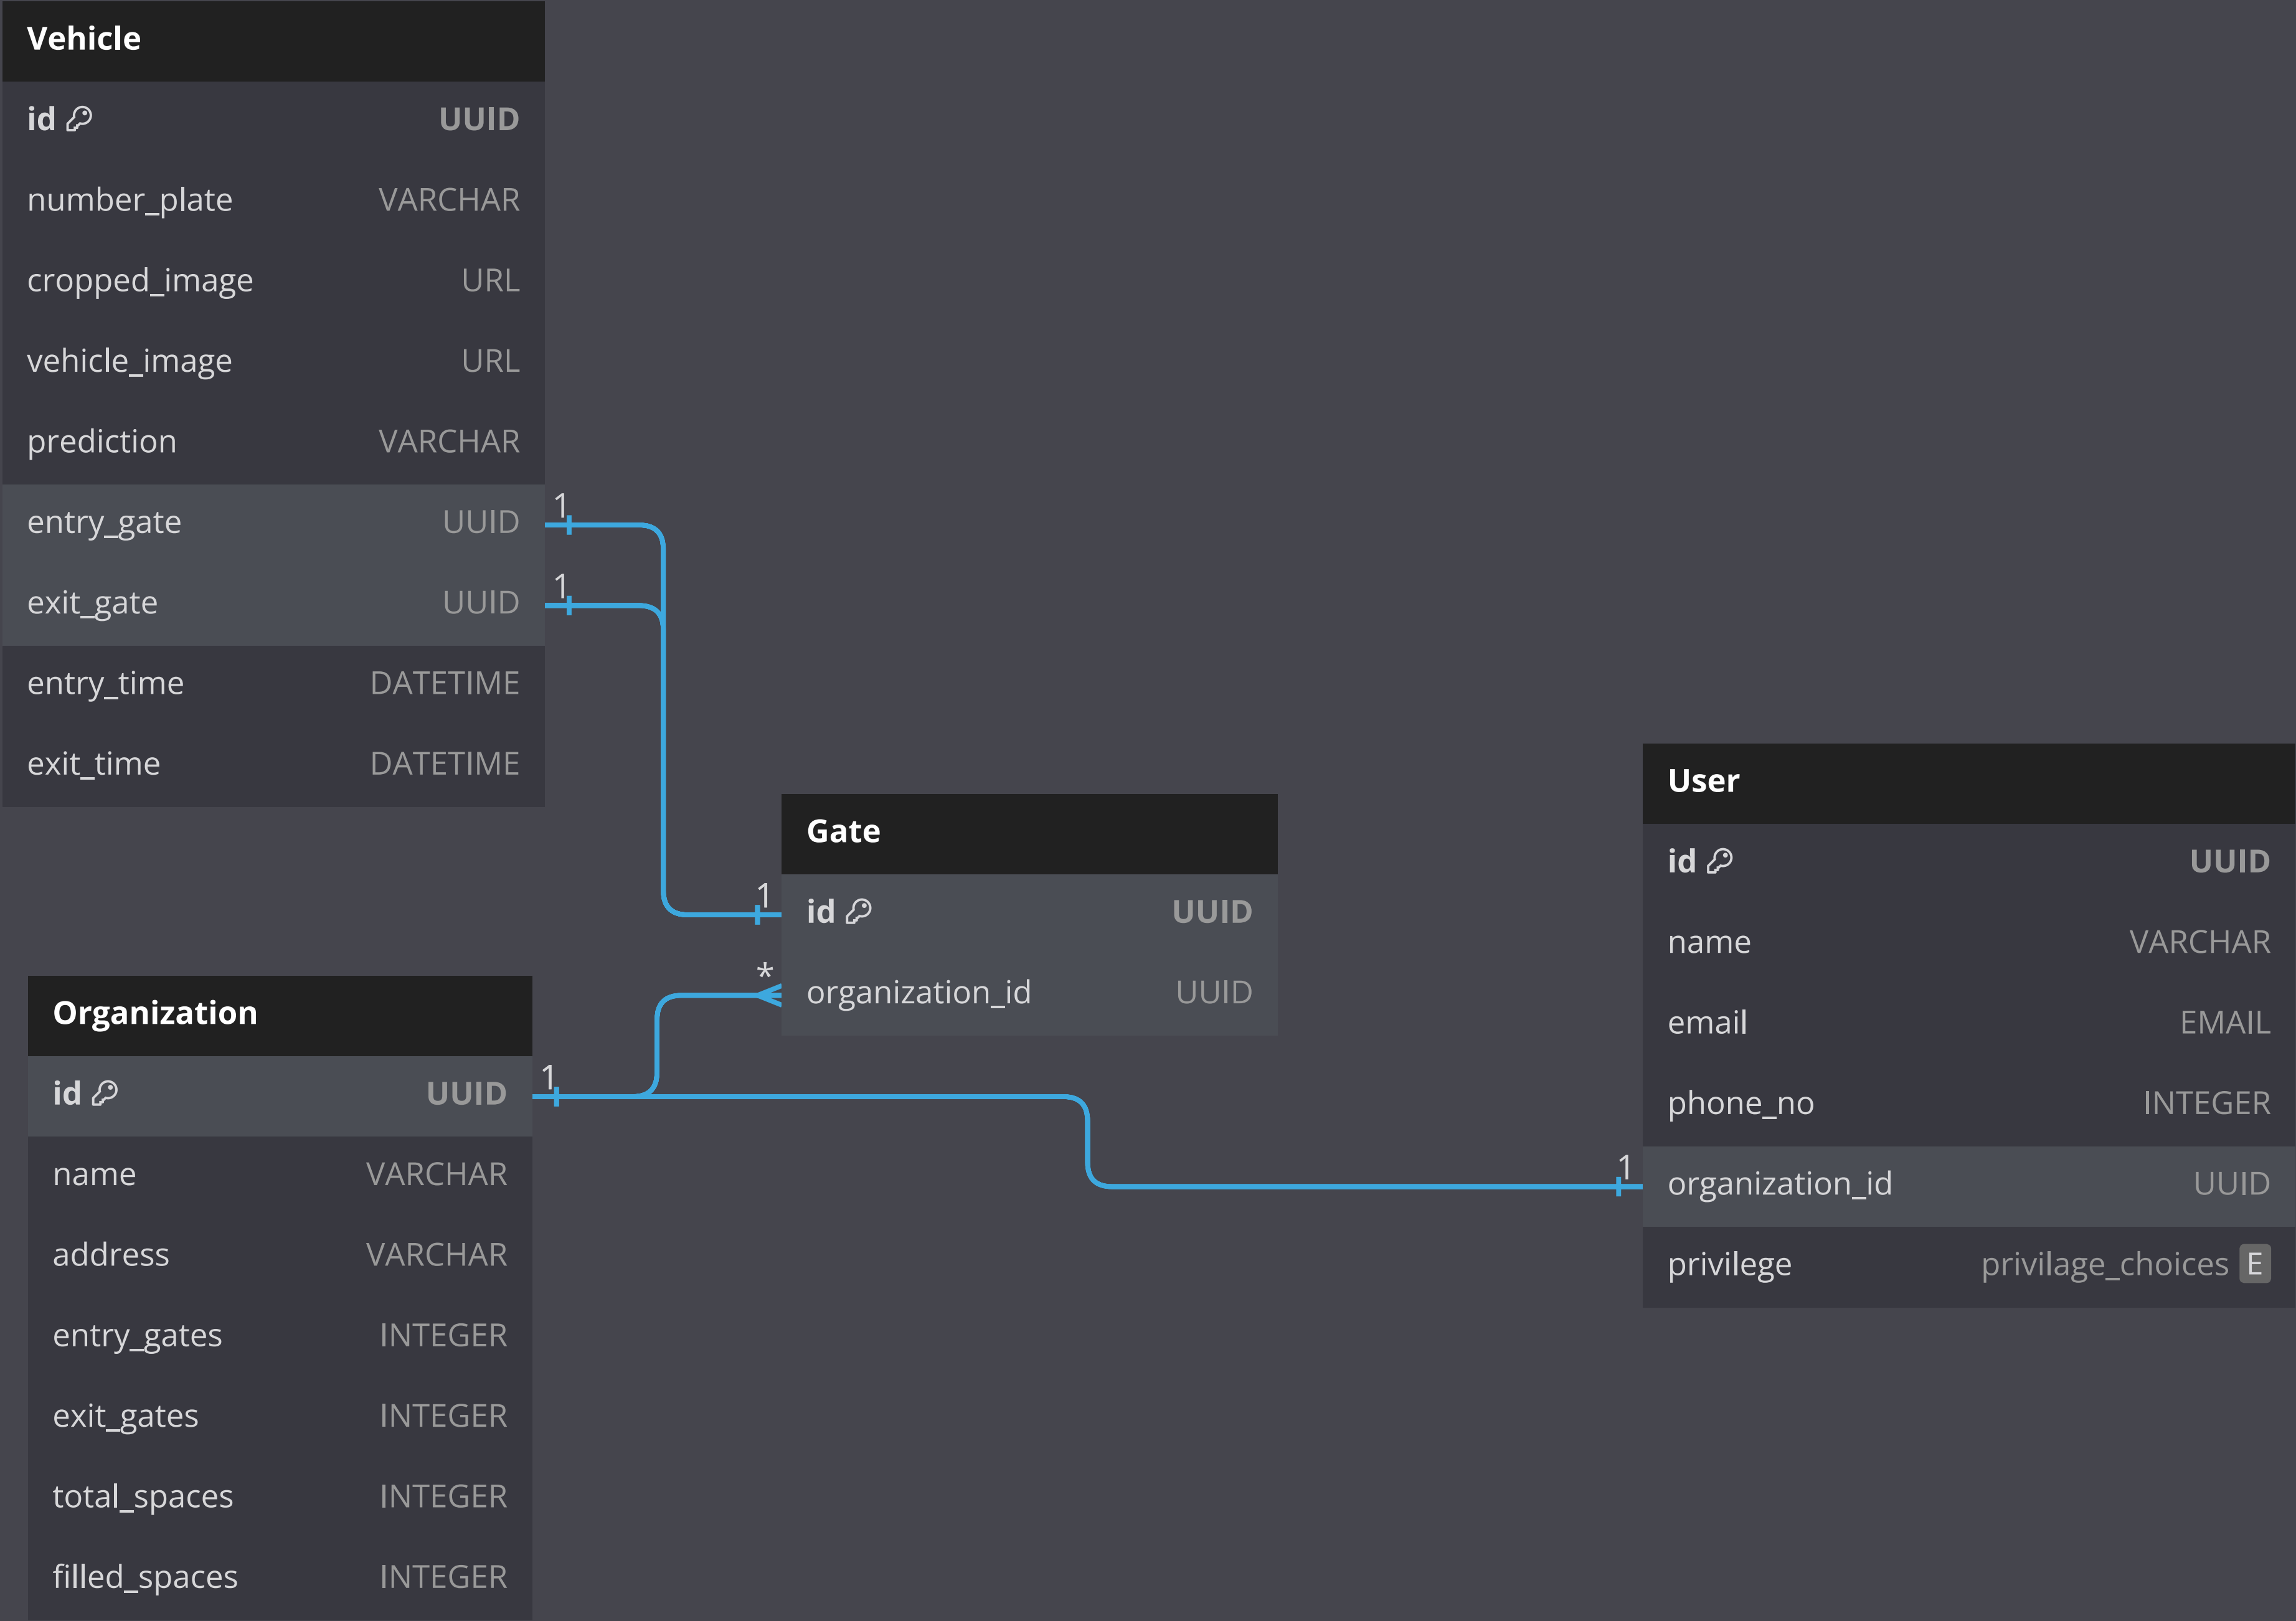 Vehicle
id UUID
number_plate VARCHAR
cropped_image URL
vehicle_image URL
prediction VARCHAR
entry_gate UUID 1
exit_gate UUID 1
entry_time DATETIME
exit_time DATETIME
Gate
1 id UUID
* organization_id UUID
Organization
id UUID 1
name VARCHAR
address VARCHAR
entry_gates INTEGER
exit_gates INTEGER
total_spaces INTEGER
filled_spaces INTEGER
User
id UUID
name VARCHAR
email EMAIL
phone_no INTEGER
1 organization_id UUID
privilege privilage_choices E